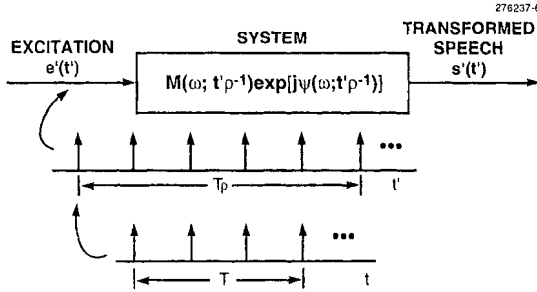 276237-6
EXCITATION
e'(t')
SYSTEM
TRANSFORMED
SPEECH
s'(t')
M(ω; t'ρ⁻¹)exp[jψ(ω;t'ρ⁻¹)]
•••
Tρ
t'
•••
T
t